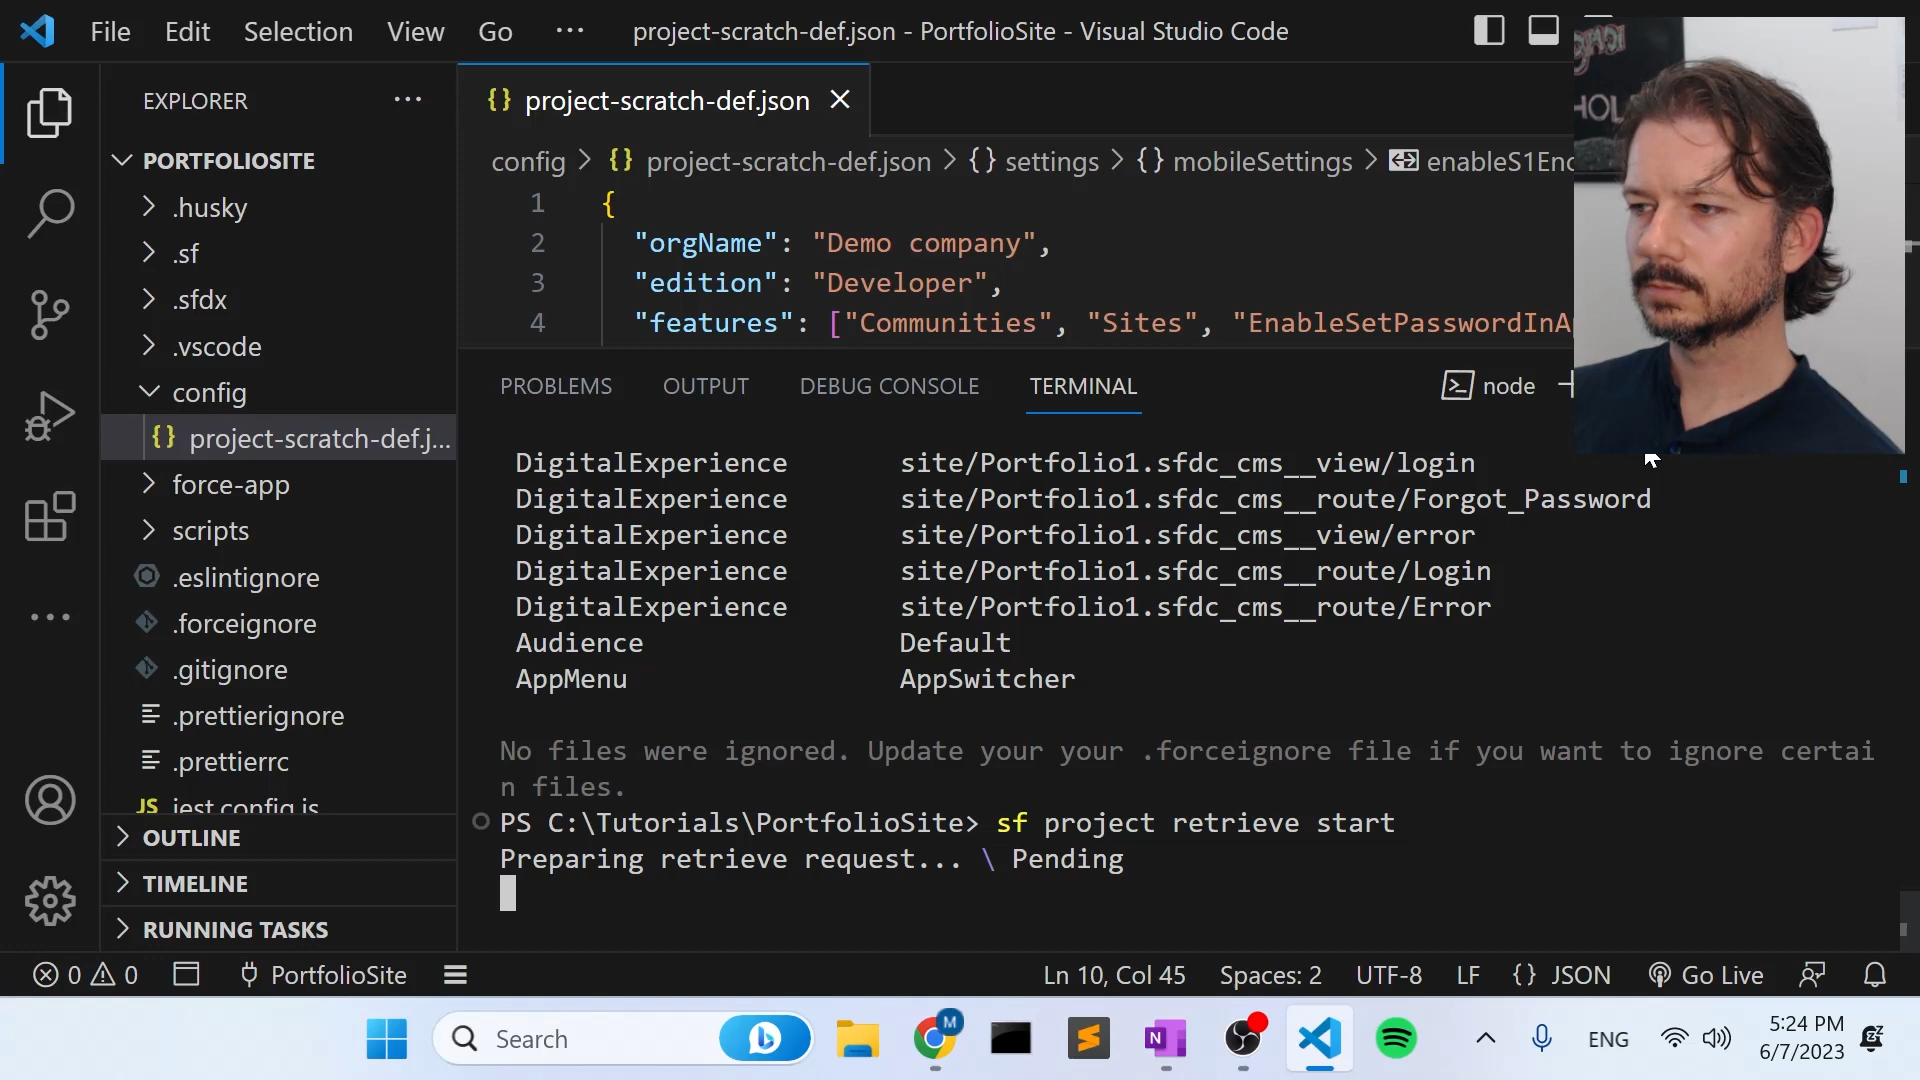 File Edit Selection View Go ··· project-scratch-def.json - PortfolioSite - Visual Studio Code
EXPLORER ···
PORTFOLIOSITE
.husky
.sf
.sfdx
.vscode
config
{} project-scratch-def.j...
force-app
scripts
.eslintignore
.forceignore
.gitignore
.prettierignore
.prettierrc
JS jest.config.js
OUTLINE
TIMELINE
RUNNING TASKS
{} project-scratch-def.json ×
config > {} project-scratch-def.json > {} settings > {} mobileSettings > enableS1Enc
1 {
2 "orgName": "Demo company",
3 "edition": "Developer",
4 "features": ["Communities", "Sites", "EnableSetPasswordInA
PROBLEMS OUTPUT DEBUG CONSOLE TERMINAL node
DigitalExperience site/Portfolio1.sfdc_cms__view/login
DigitalExperience site/Portfolio1.sfdc_cms__route/Forgot_Password
DigitalExperience site/Portfolio1.sfdc_cms__view/error
DigitalExperience site/Portfolio1.sfdc_cms__route/Login
DigitalExperience site/Portfolio1.sfdc_cms__route/Error
Audience Default
AppMenu AppSwitcher
No files were ignored. Update your your .forceignore file if you want to ignore certai
n files.
PS C:\Tutorials\PortfolioSite> sf project retrieve start
Preparing retrieve request... \ Pending
0 0 PortfolioSite Ln 10, Col 45 Spaces: 2 UTF-8 LF {} JSON Go Live
Search M N ENG 5:24 PM
6/7/2023